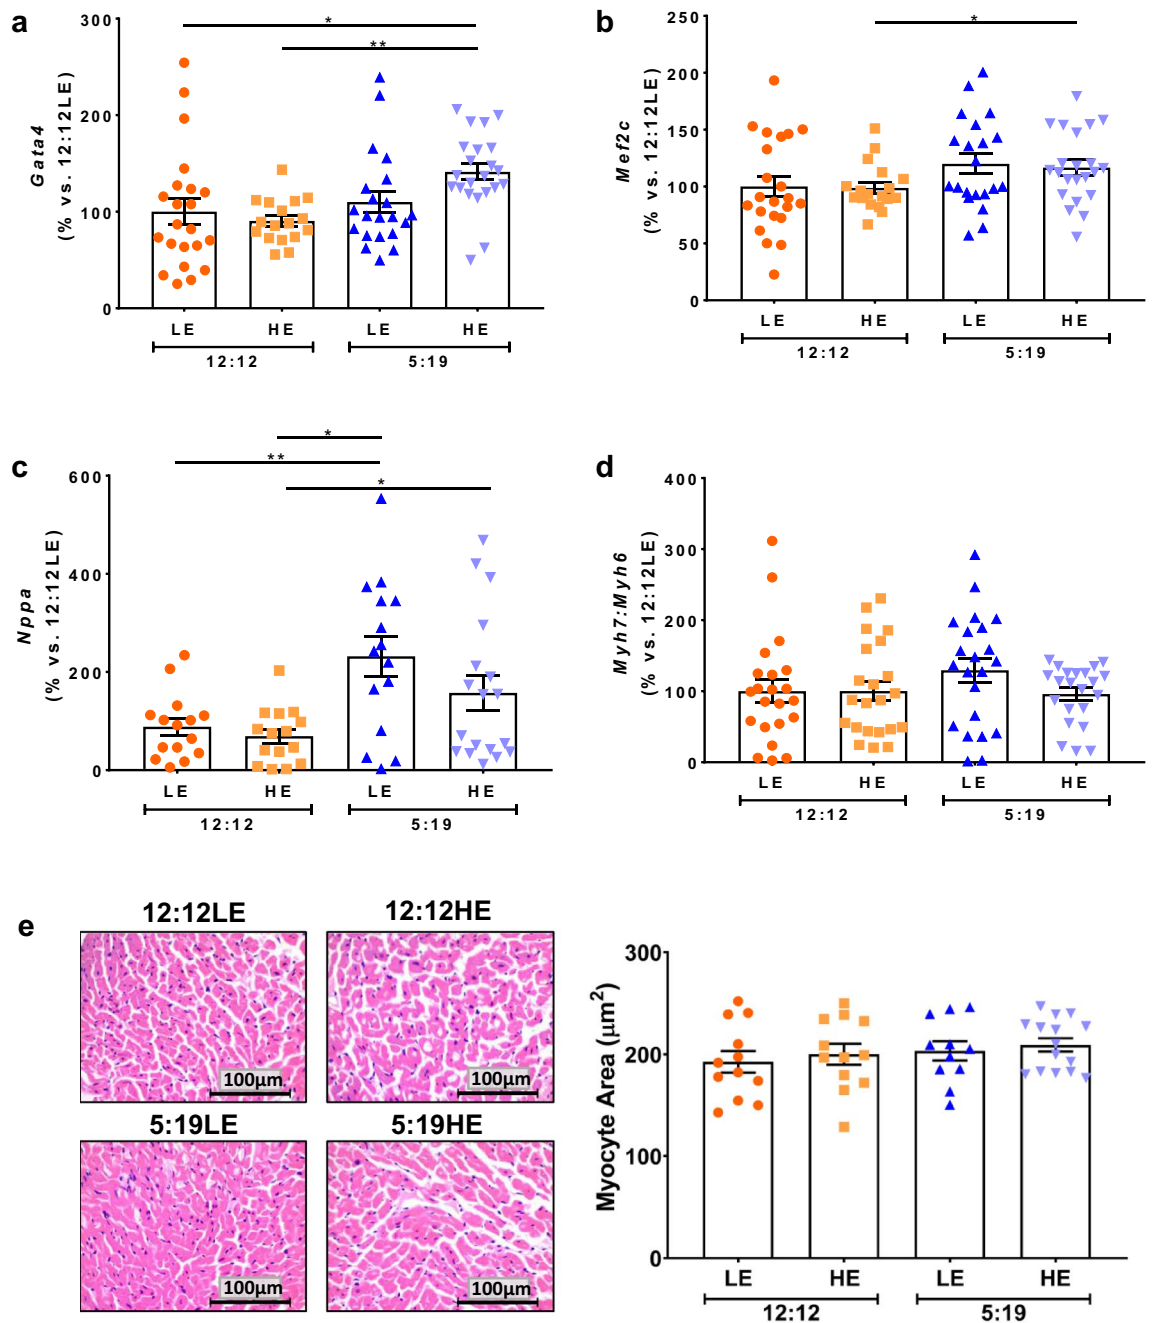 a
Gata4
(% vs. 12:12LE)
300
200
100
0
*
**
LE HE LE HE
12:12 5:19
b
Mef2c
(% vs. 12:12LE)
250
200
150
100
50
0
*
LE HE LE HE
12:12 5:19
c
Nppa
(% vs. 12:12LE)
600
400
200
0
*
**
*
LE HE LE HE
12:12 5:19
d
Myh7:Myh6
(% vs. 12:12LE)
400
300
200
100
0
LE HE LE HE
12:12 5:19
e
12:12LE 12:12HE
100μm 100μm
5:19LE 5:19HE
100μm 100μm
Myocyte Area (μm²)
300
200
100
0
LE HE LE HE
12:12 5:19